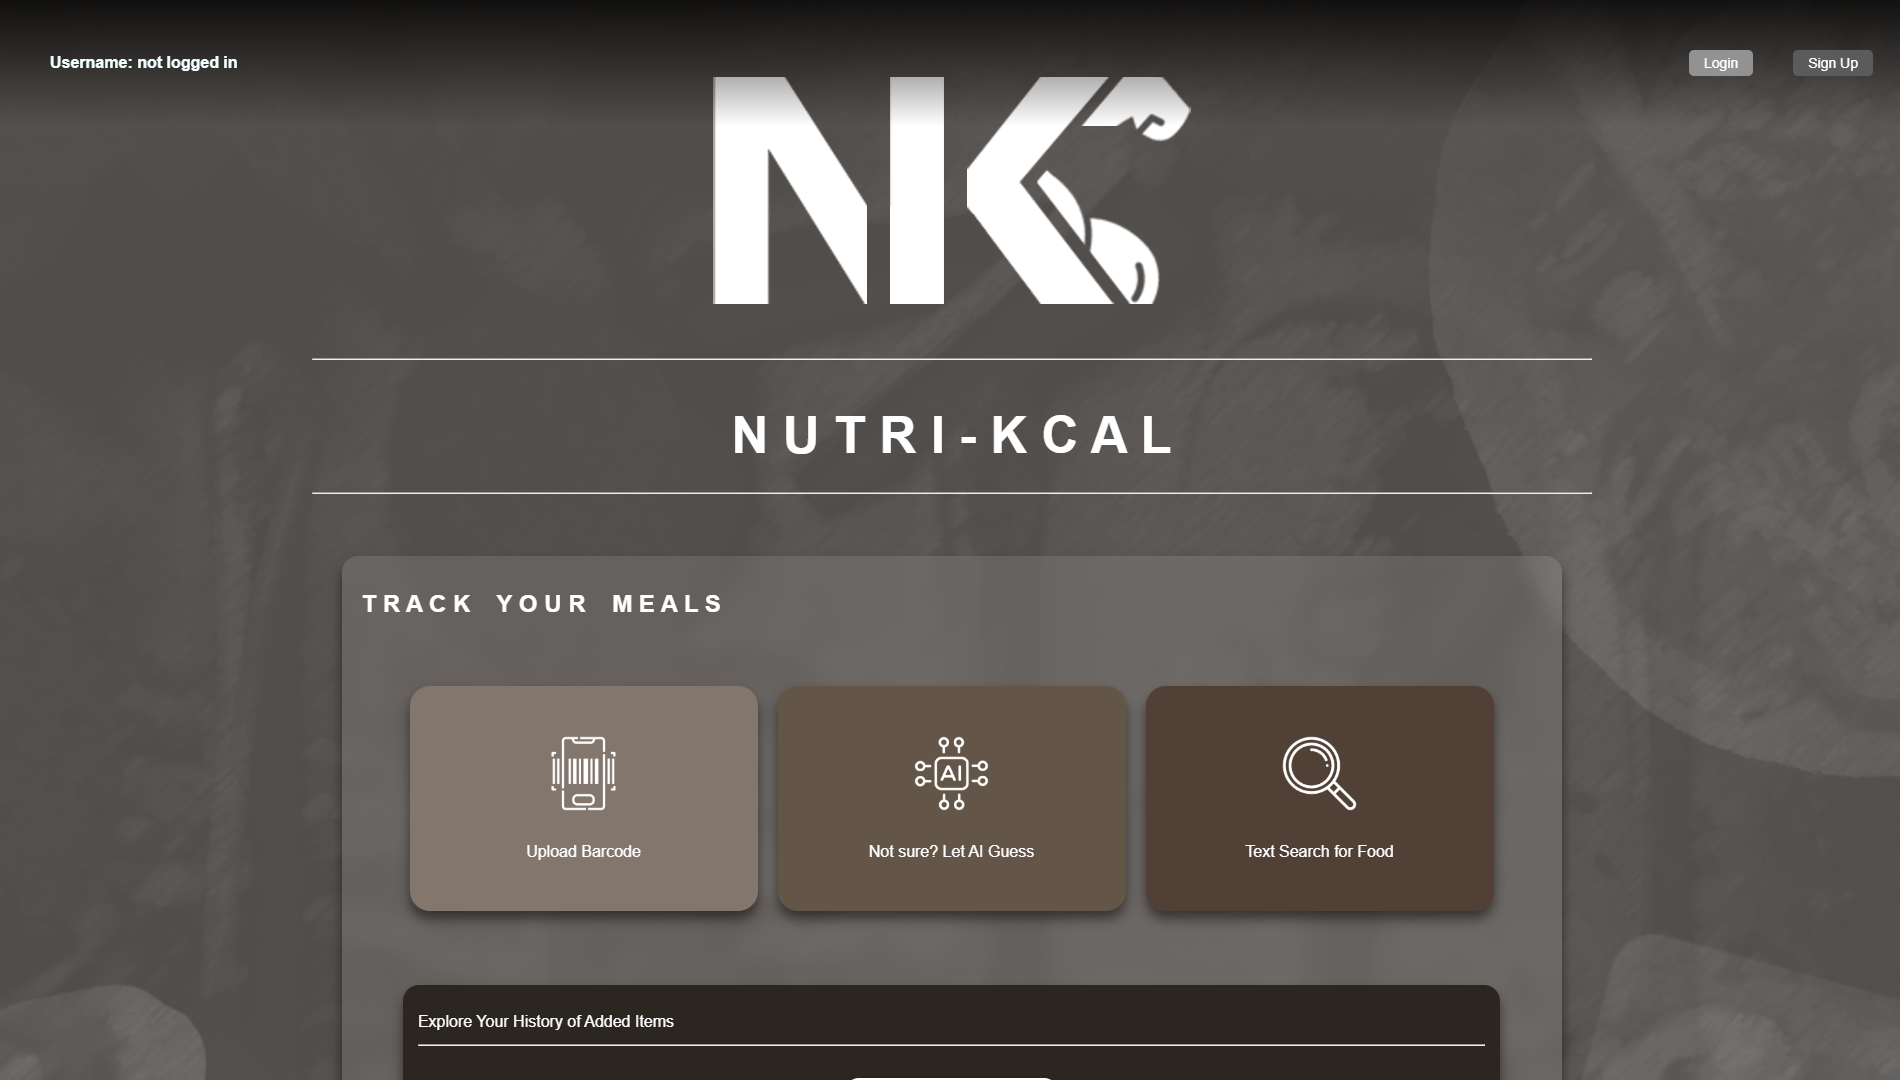 Username: not logged in
Login
Sign Up
NK
NUTRI-KCAL
TRACK YOUR MEALS
AI
Upload Barcode
Not sure? Let AI Guess
Text Search for Food
Explore Your History of Added Items